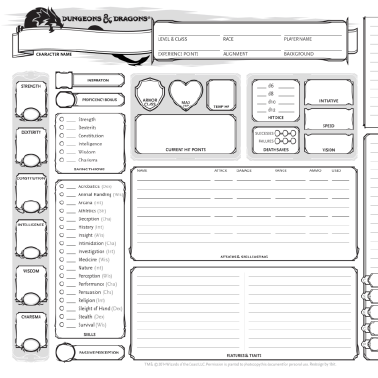 DUNGEONS & DRAGONS®
CHARACTER NAME
LEVEL & CLASS RACE PLAYER NAME
EXPERIENCE POINTS ALIGNMENT BACKGROUND
STRENGTH
DEXTERITY
CONSTITUTION
INTELLIGENCE
WISDOM
CHARISMA
INSPIRATION
PROFICIENCY BONUS
Strength
Dexterity
Constitution
Intelligence
Wisdom
Charisma
SAVING THROWS
Acrobatics (Dex)
Animal Handling (Wis)
Arcana (Int)
Athletics (Str)
Deception (Cha)
History (Int)
Insight (Wis)
Intimidation (Cha)
Investigation (Int)
Medicine (Wis)
Nature (Int)
Perception (Wis)
Performance (Cha)
Persuasion (Cha)
Religion (Int)
Sleight of Hand (Dex)
Stealth (Dex)
Survival (Wis)
SKILLS
PASSIVE PERCEPTION
ARMOR
CLASS
MAX
TEMP HP
CURRENT HIT POINTS
d6
d8
d10
d12
HIT DICE
SUCCESSES
FAILURES
DEATH SAVES
INITIATIVE
SPEED
VISION
NAME ATTACK DAMAGE RANGE AMMO USED
ATTACKS & SPELLCASTING
FEATURES & TRAITS